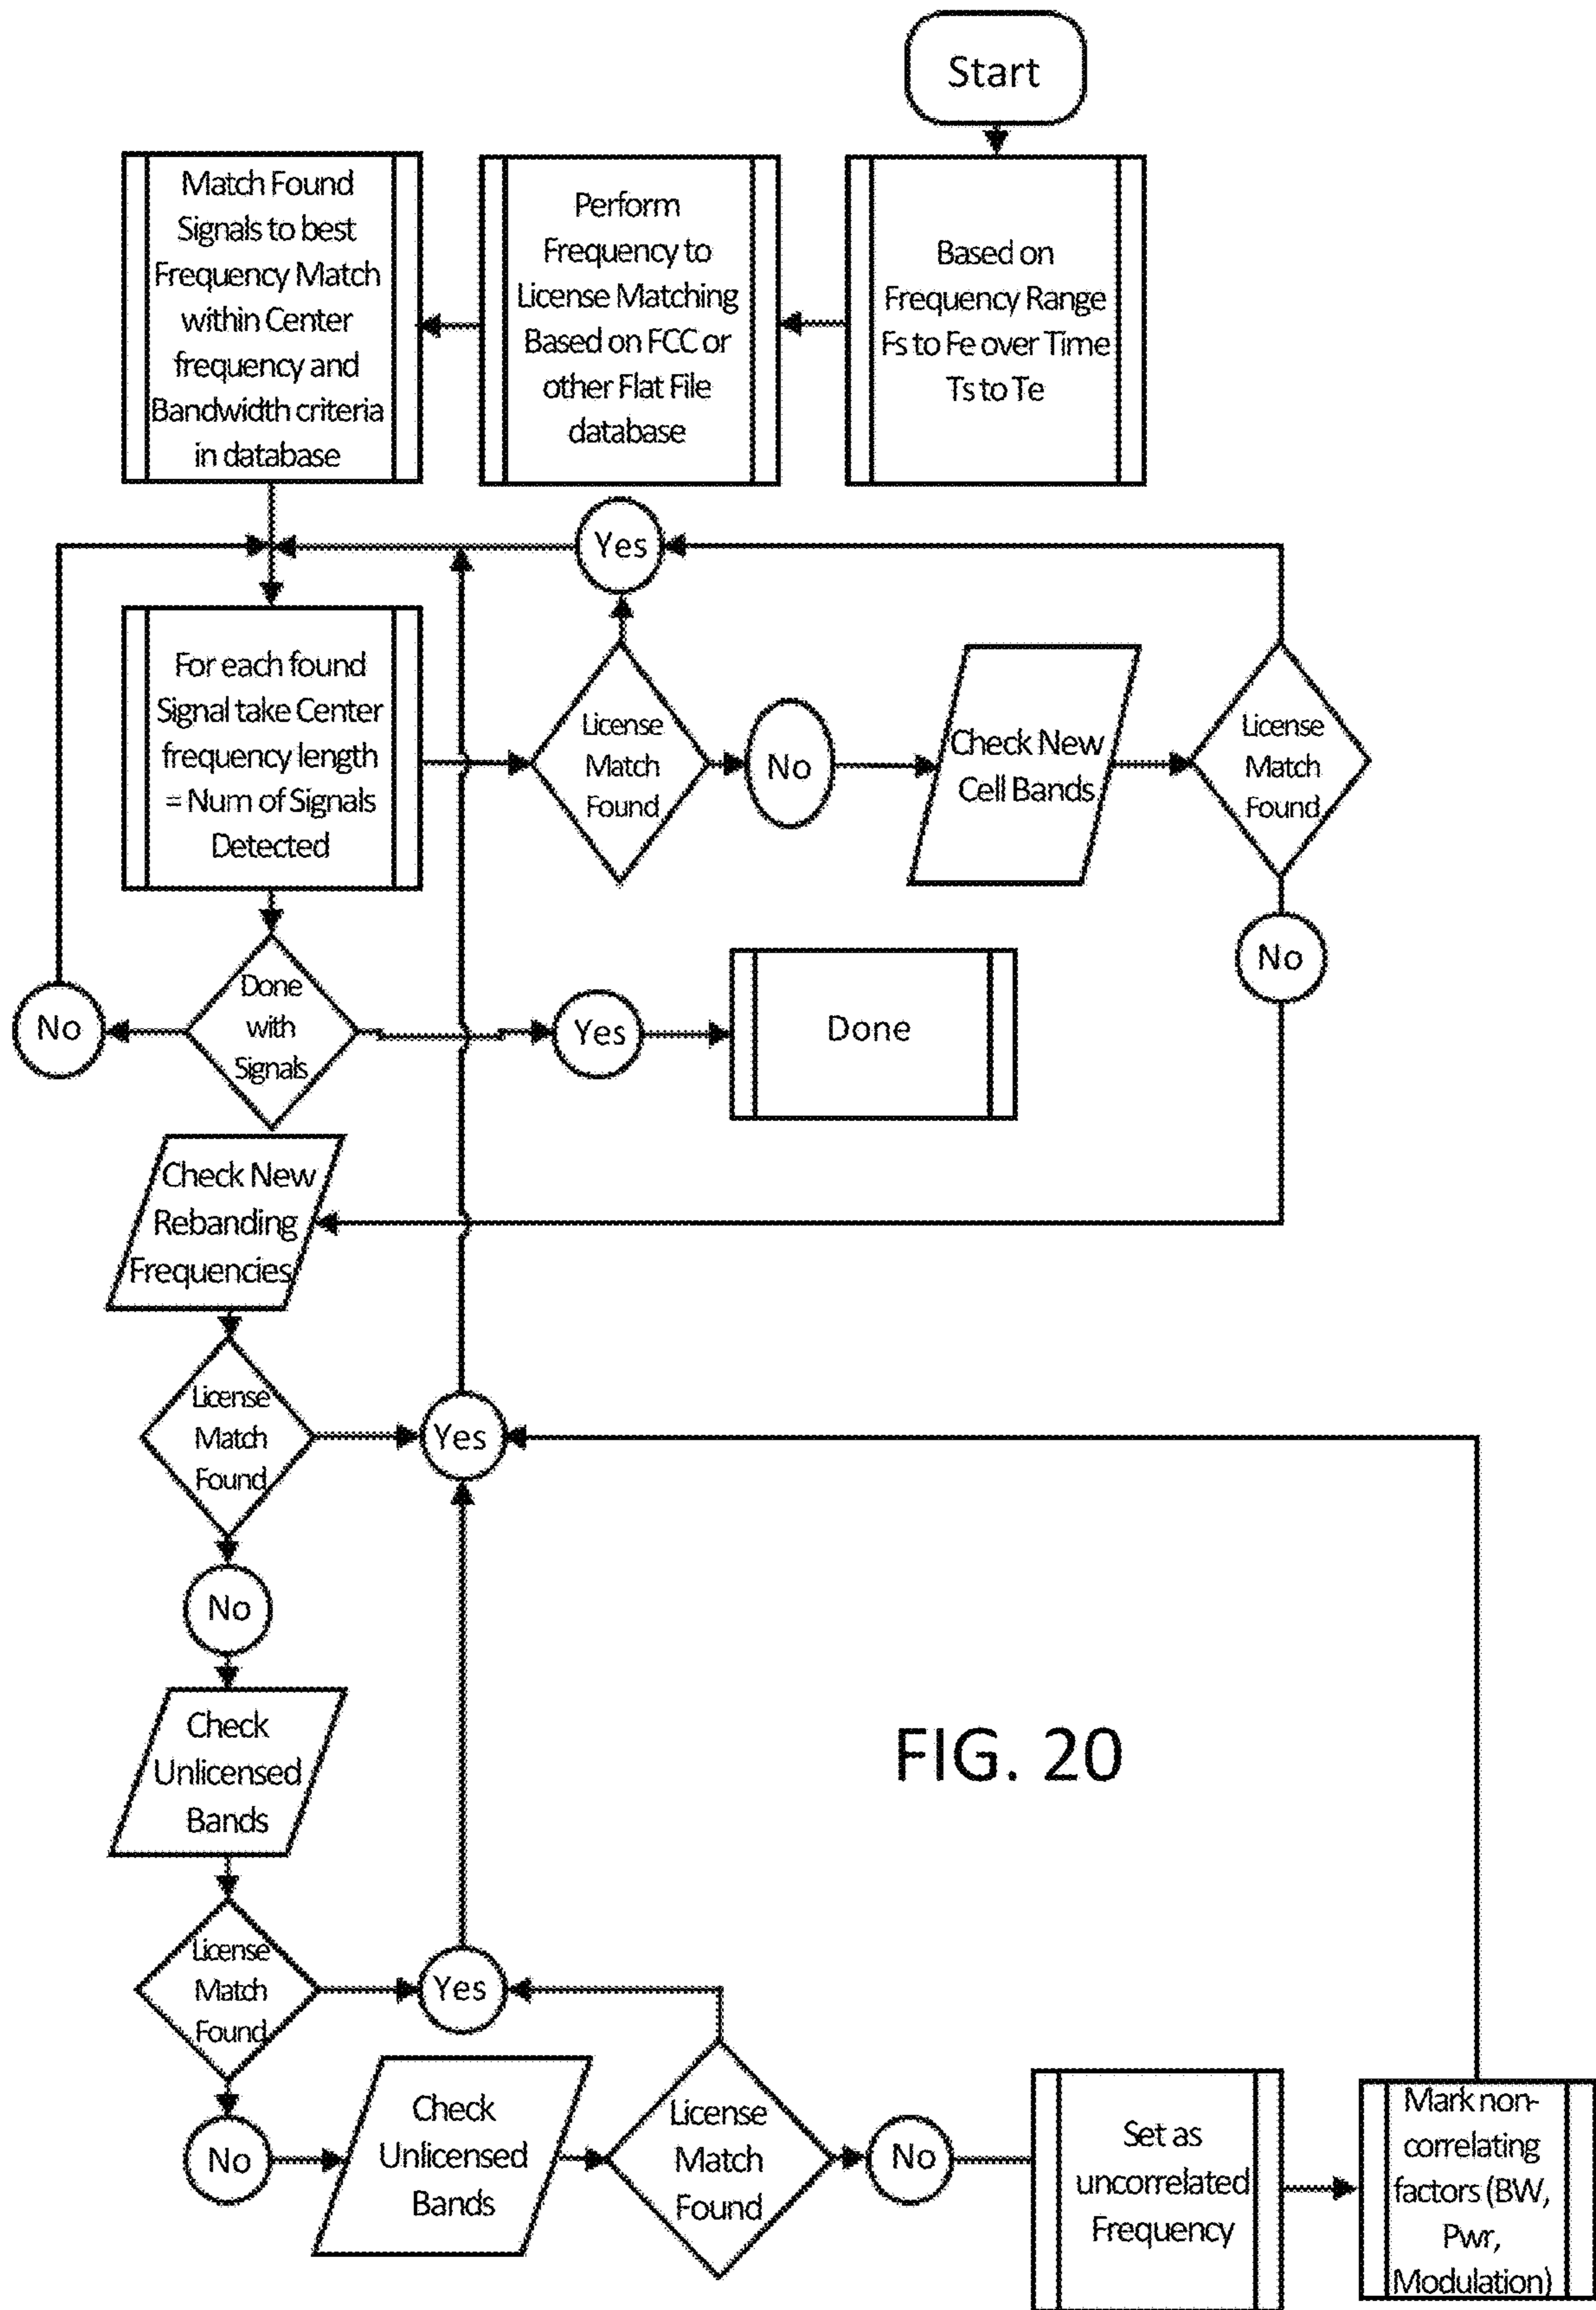 Start
Match Found
Signals to best
Frequency Match
within Center
frequency and
Bandwidth criteria
in database
Perform
Frequency to
License Matching
Based on FCC or
other Flat File
database
Based on
Frequency Range
Fs to Fe over Time
Ts to Te
Yes
For each found
Signal take Center
frequency length
= Num of Signals
Detected
License
Match
Found
No
Check New
Cell Bands
License
Match
Found
No
No
Done
with
Signals
Yes
Done
Check New
Rebanding
Frequencies
License
Match
Found
Yes
No
Check
Unlicensed
Bands
FIG. 20
License
Match
Found
Yes
No
Check
Unlicensed
Bands
License
Match
Found
No
Set as
uncorrelated
Frequency
Mark non-
correlating
factors (BW,
Pwr,
Modulation)